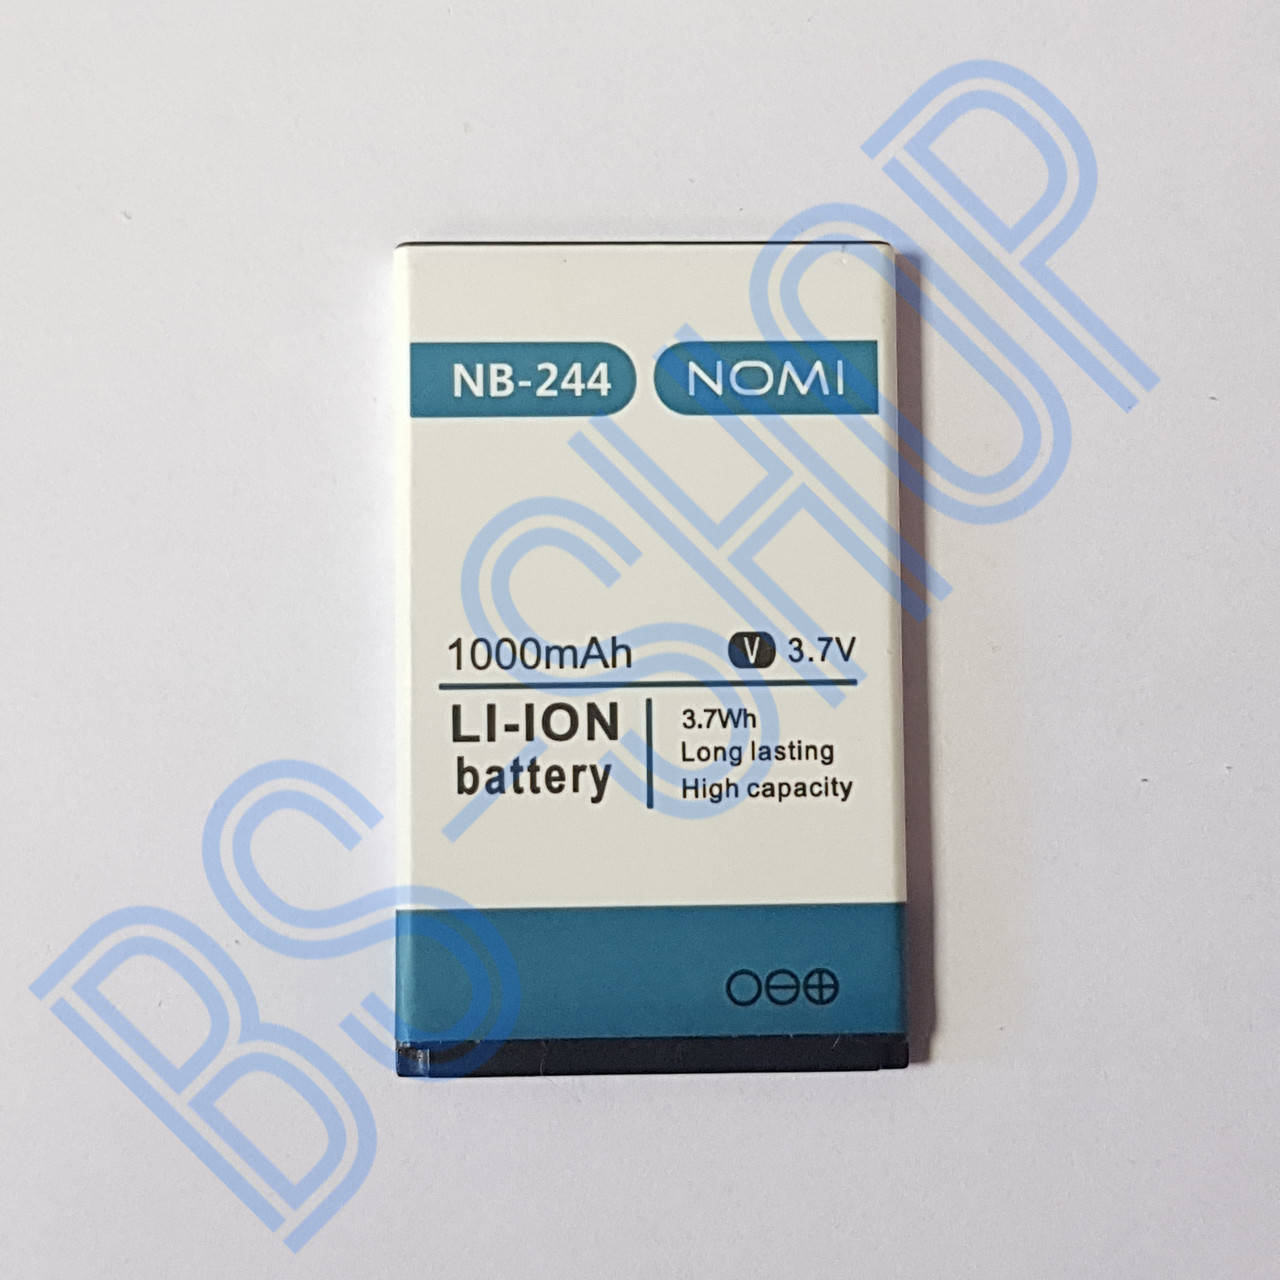 NB-244 NOMI
1000mAh V 3.7V
LI-ION
battery
3.7Wh
Long lasting
High capacity
BS-SHOP